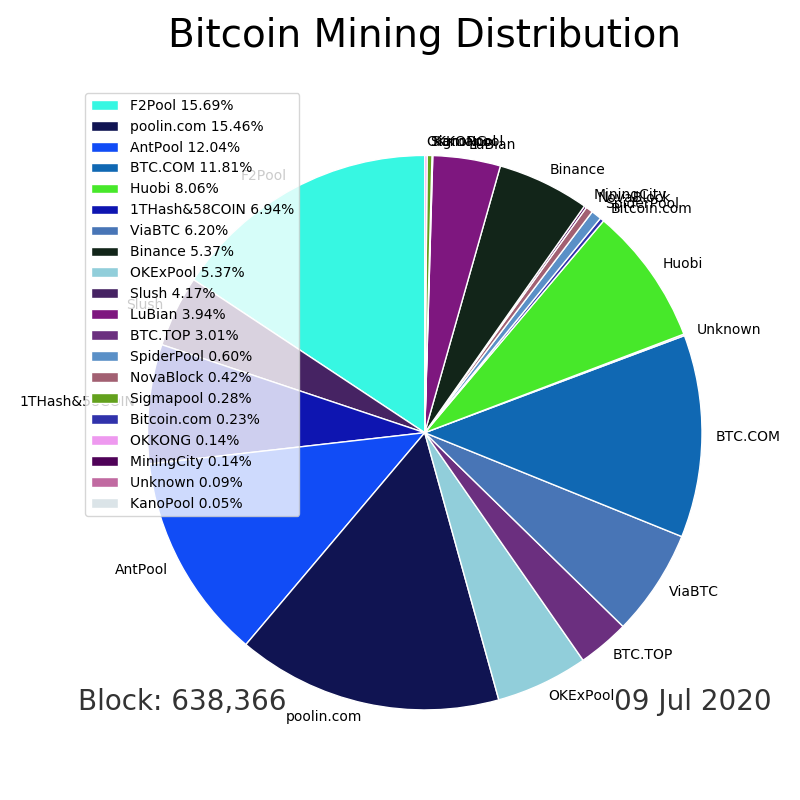 Bitcoin Mining Distribution
F2Pool 15.69%
poolin.com 15.46%
AntPool 12.04%
BTC.COM 11.81%
Huobi 8.06%
1THash&58COIN 6.94%
ViaBTC 6.20%
Binance 5.37%
OKExPool 5.37%
Slush 4.17%
LuBian 3.94%
BTC.TOP 3.01%
SpiderPool 0.60%
NovaBlock 0.42%
Sigmapool 0.28%
Bitcoin.com 0.23%
OKKONG 0.14%
MiningCity 0.14%
Unknown 0.09%
KanoPool 0.05%
LuBian
Binance
MiningCity
NovaBlock
SpiderPool
Bitcoin.com
Huobi
Unknown
BTC.COM
ViaBTC
BTC.TOP
OKExPool
poolin.com
AntPool
1THash&58COIN
Slush
F2Pool
Block: 638,366
09 Jul 2020